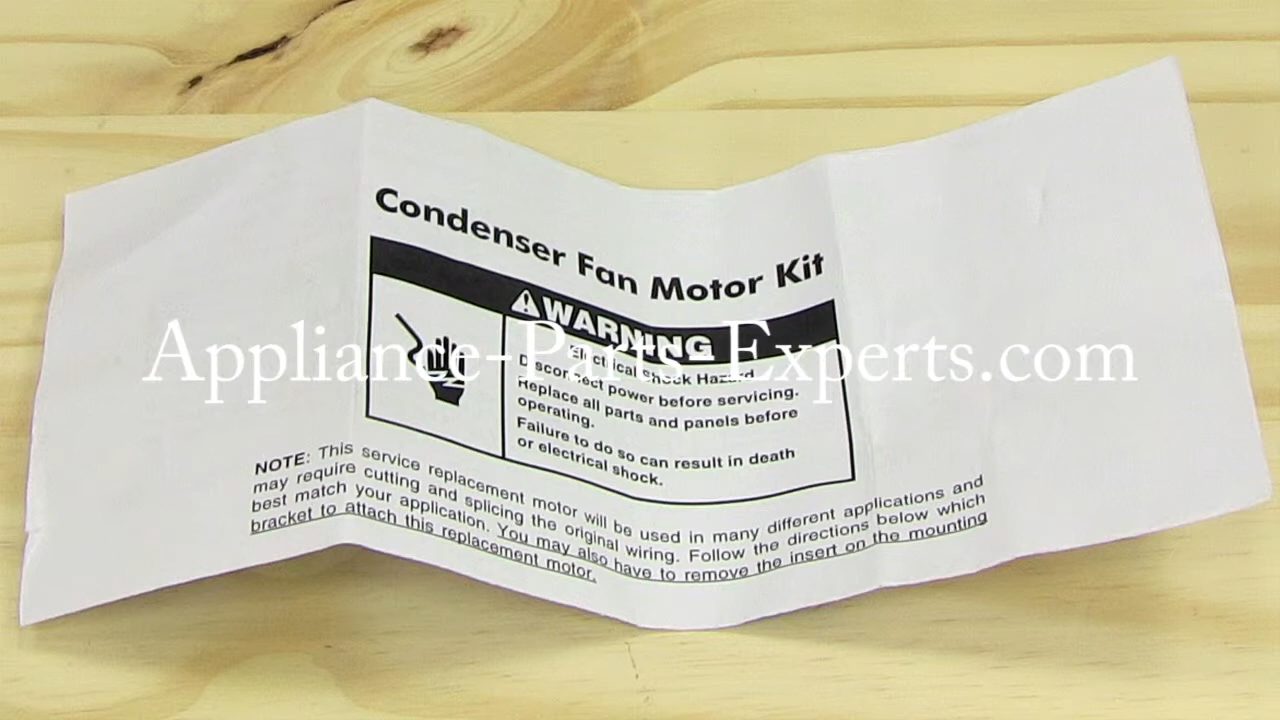 Condenser Fan Motor Kit
WARNING
Electrical Shock Hazard
Disconnect power before servicing.
Replace all parts and panels before
operating.
Failure to do so can result in death
or electrical shock.
Appliance-Parts-Experts.com
NOTE: This service replacement motor will be used in many different applications and
may require cutting and splicing the original wiring. Follow the directions below which
best match your application. You may also have to remove the insert on the mounting
bracket to attach this replacement motor.